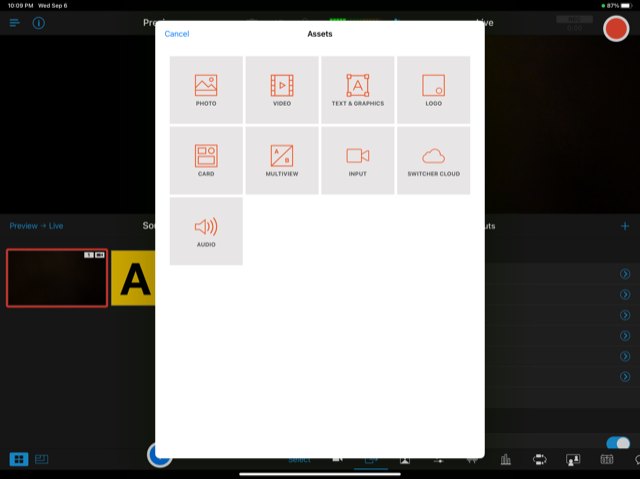 10:09 PM Wed Sep 6
87%
Cancel
Assets
PHOTO
VIDEO
TEXT & GRAPHICS
LOGO
CARD
MULTIVIEW
INPUT
SWITCHER CLOUD
AUDIO
Preview → Live
A
Select